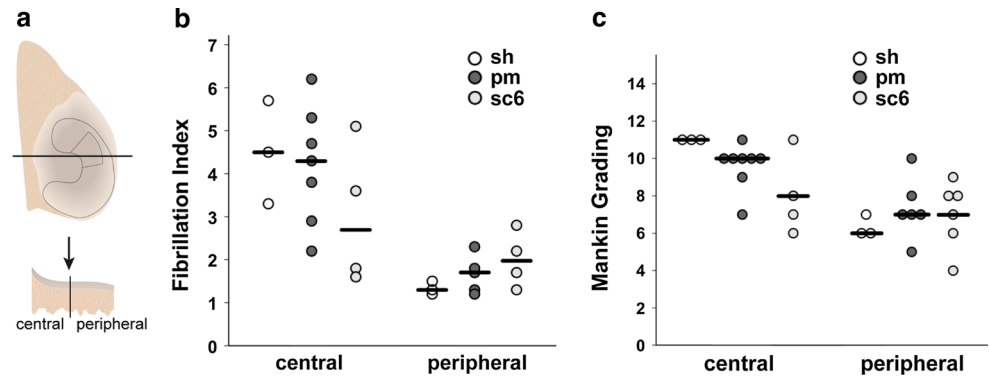 a
central peripheral
b
Fibrillation Index
7
6
5
4
3
2
1
0
sh
pm
sc6
central peripheral
c
Mankin Grading
14
12
10
8
6
4
2
0
sh
pm
sc6
central peripheral